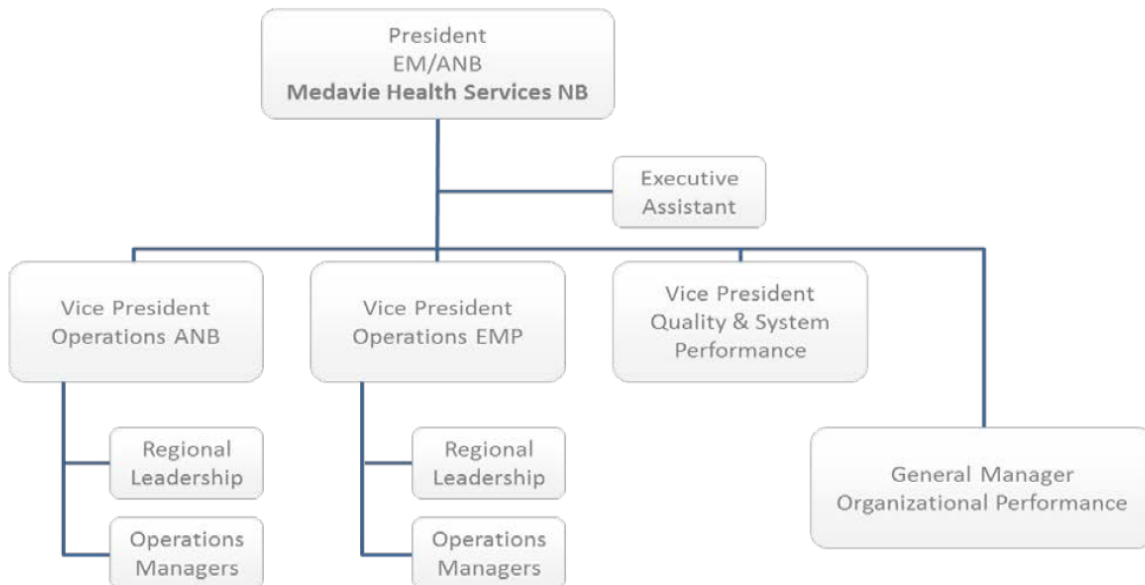 President
EM/ANB
Medavie Health Services NB
Executive
Assistant
Vice President
Operations ANB
Vice President
Operations EMP
Vice President
Quality & System
Performance
Regional
Leadership
Operations
Managers
Regional
Leadership
Operations
Managers
General Manager
Organizational Performance